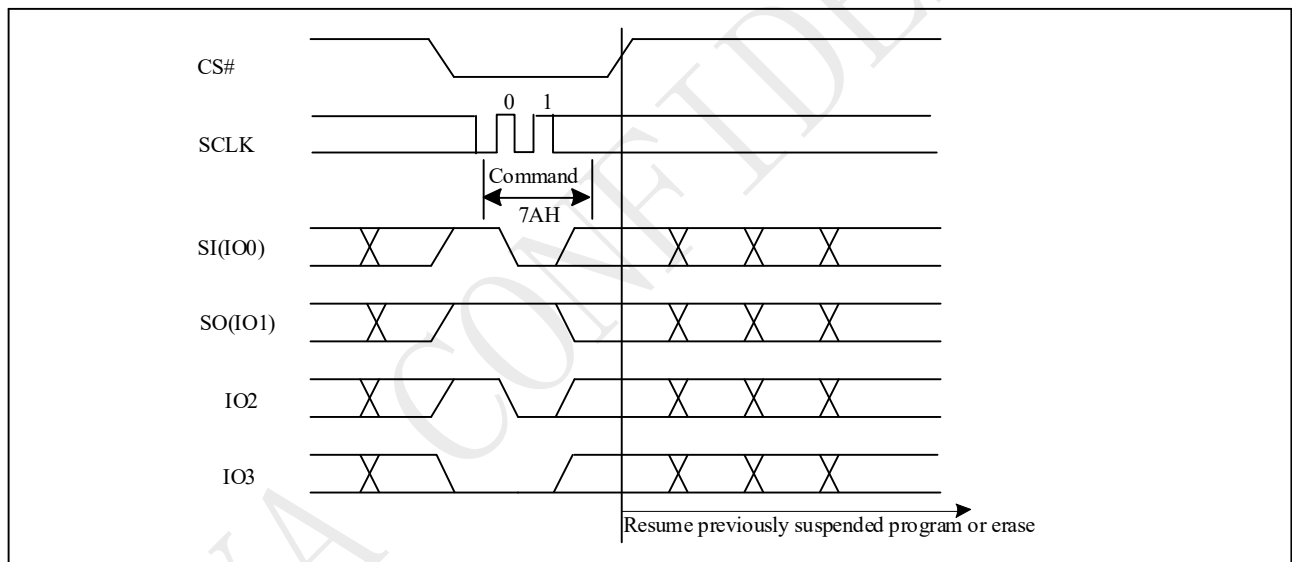 CS#
0 1
SCLK
Command
7AH
SI(IO0)
SO(IO1)
IO2
IO3
Resume previously suspended program or erase